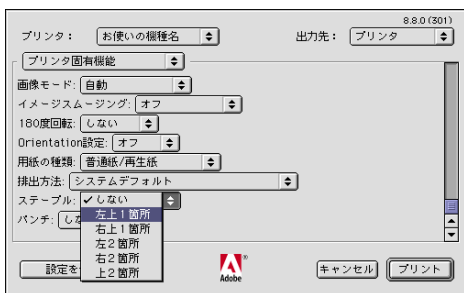 8.8.0 (301)
プリンタ： お使いの機種名 出力先： プリンタ
プリンタ固有機能
画像モード: 自動
イメージスムージング: オフ
180度回転: しない
Orientation設定: オフ
用紙の種類: 普通紙/再生紙
排出方法: システムデフォルト
ステープル: ✓しない
パンチ: しな
左上１箇所
右上１箇所
左２箇所
右２箇所
上２箇所
設定を
Adobe
キャンセル プリント